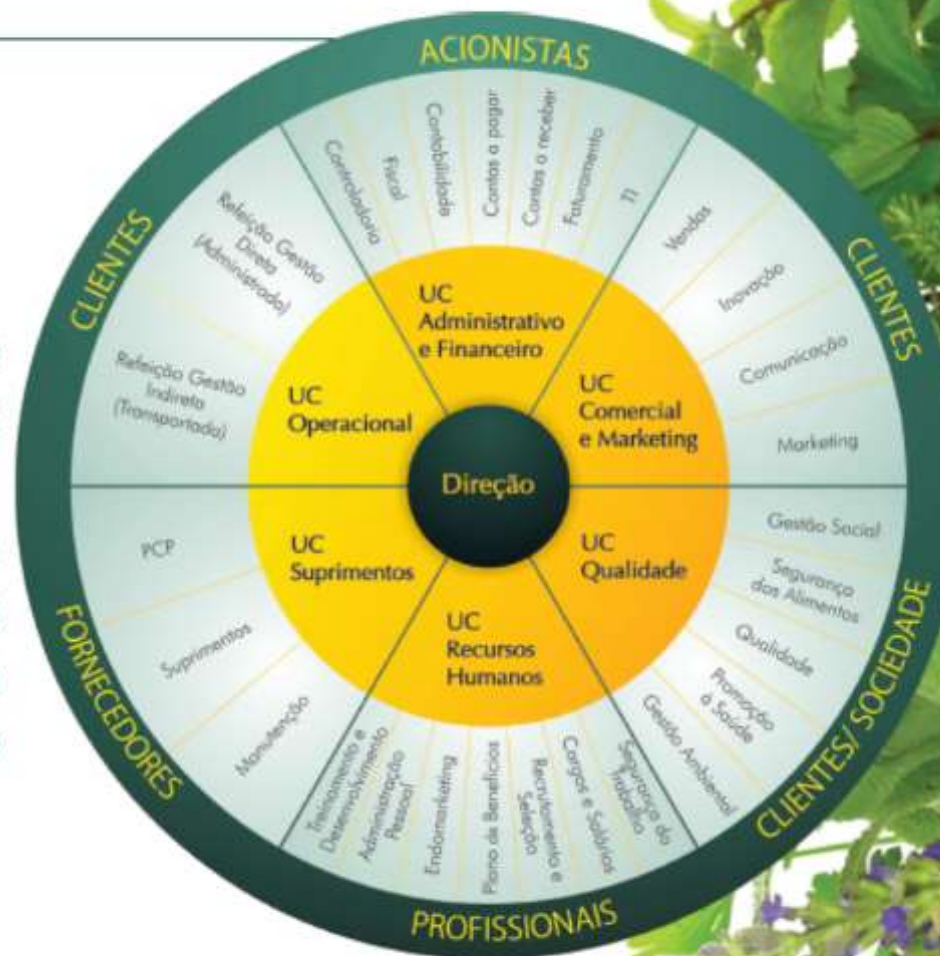 ACIONISTAS
Controladoria
Fiscal
Contabilidade
Contas a pagar
Contas a receber
Faturamento
TI
UC
Administrativo
e Financeiro
CLIENTES
Vendas
Inovação
Comunicação
Marketing
UC
Comercial
e Marketing
CLIENTES/ SOCIEDADE
Gestão Social
Segurança
dos Alimentos
Qualidade
Promoção
à Saúde
Gestão Ambiental
UC
Qualidade
PROFISSIONAIS
Segurança do
Trabalho
Cargos e Salários
Recrutamento e
Seleção
Plano de Benefícios
Endomarketing
Administração
Pessoal
Treinamento e
Desenvolvimento
UC
Recursos
Humanos
FORNECEDORES
Manutenção
Suprimentos
PCP
UC
Suprimentos
CLIENTES
Refeição Gestão
Indireta
(Transportada)
Refeição Gestão
Direta
(Administrada)
UC
Operacional
Direção